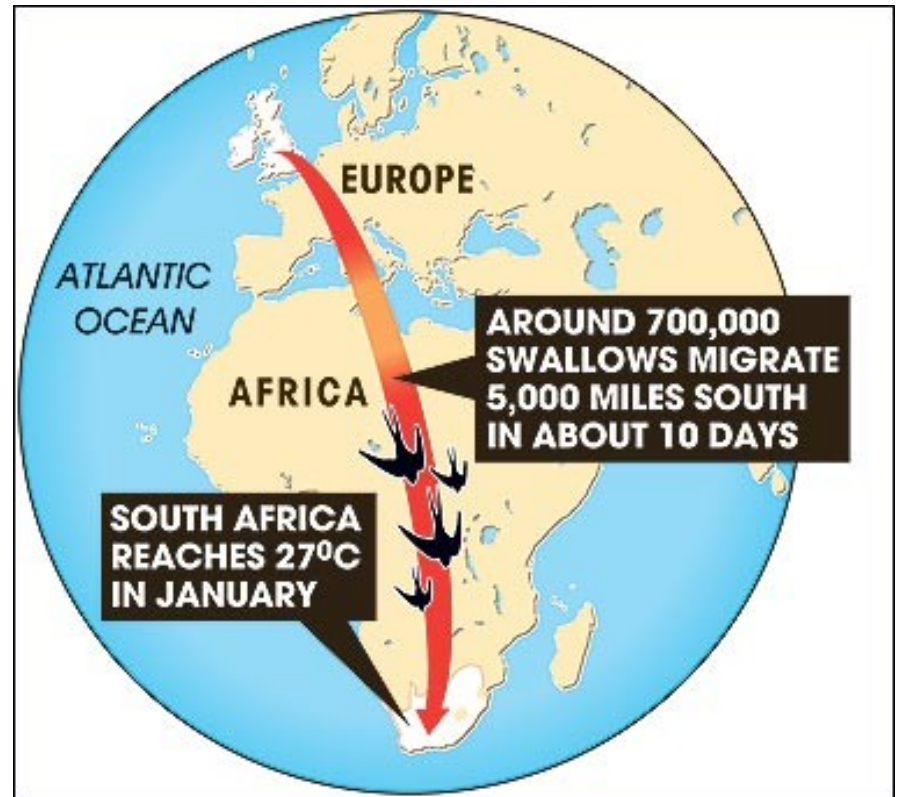 EUROPE
ATLANTIC
OCEAN
AROUND 700,000
SWALLOWS MIGRATE
5,000 MILES SOUTH
IN ABOUT 10 DAYS
AFRICA
SOUTH AFRICA
REACHES 27⁰C
IN JANUARY